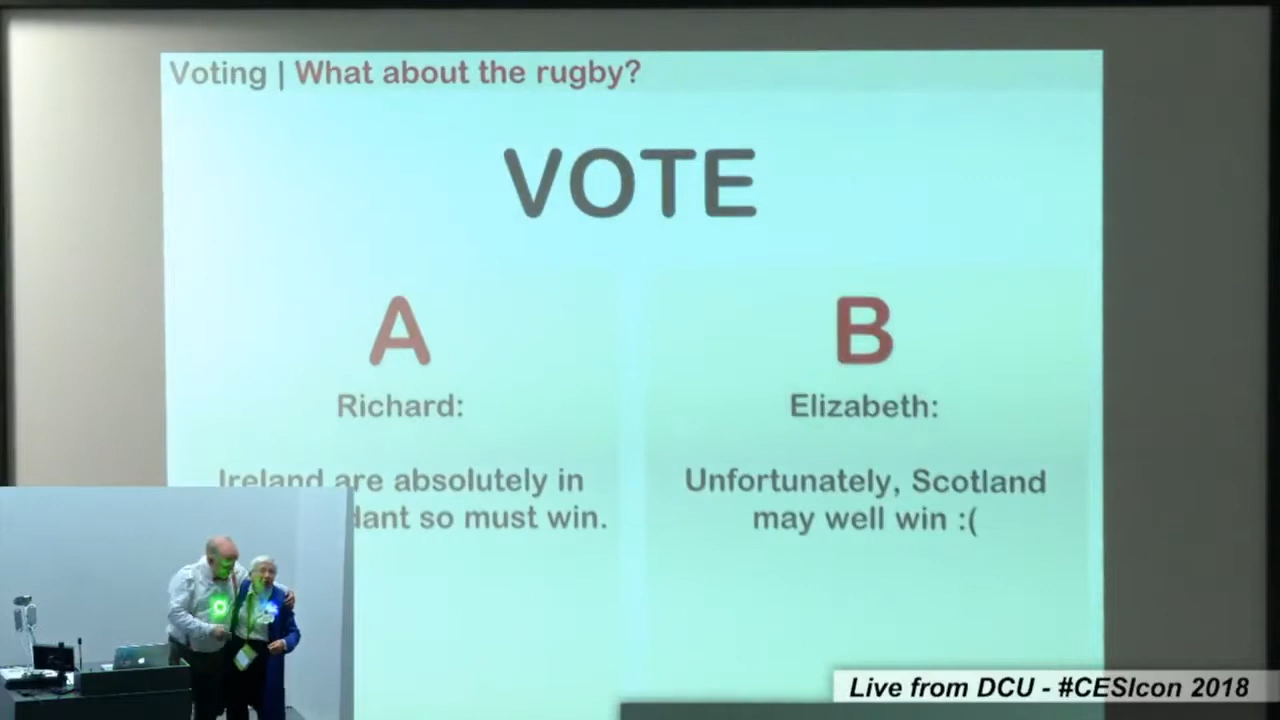 Voting | What about the rugby?
VOTE
A
B
Richard:
Elizabeth:
Ireland are absolutely in
so must win.
Unfortunately, Scotland
may well win :(
Live from DCU - #CESIcon 2018